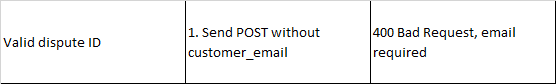 Valid dispute ID
1. Send POST without
customer_email
400 Bad Request, email
required